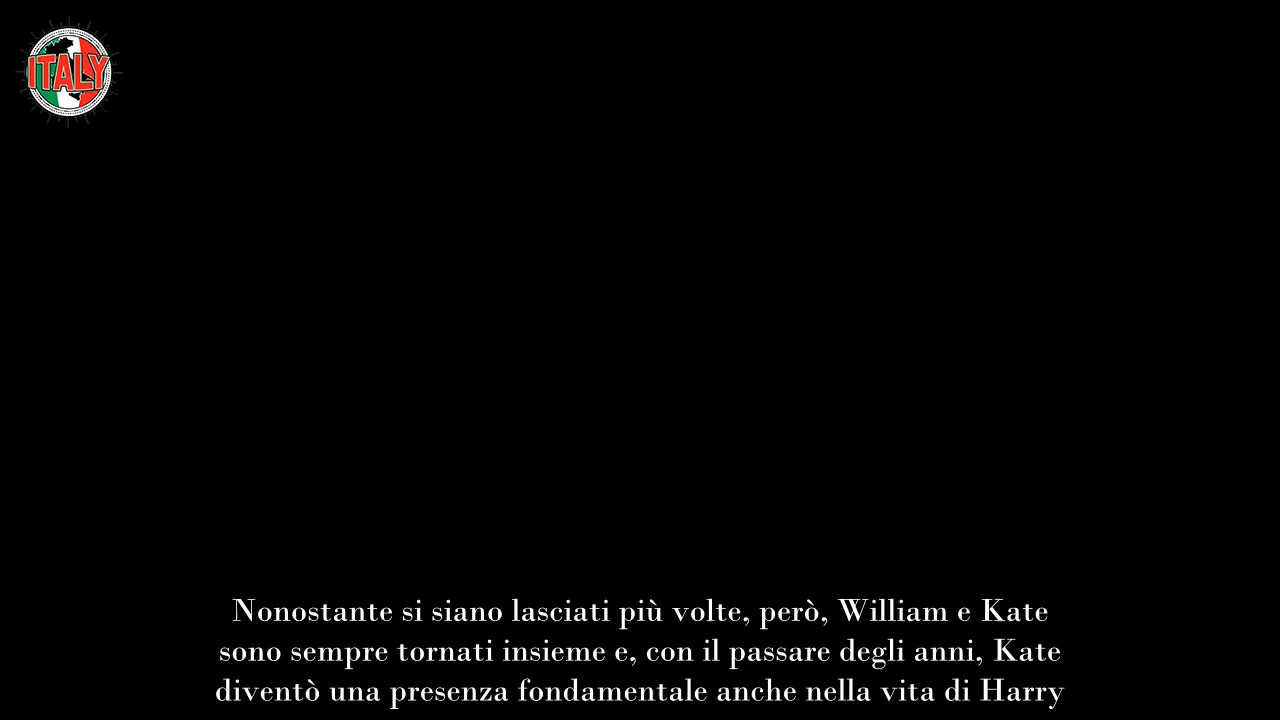 ITALY
Nonostante si siano lasciati più volte, però, William e Kate
sono sempre tornati insieme e, con il passare degli anni, Kate
diventò una presenza fondamentale anche nella vita di Harry